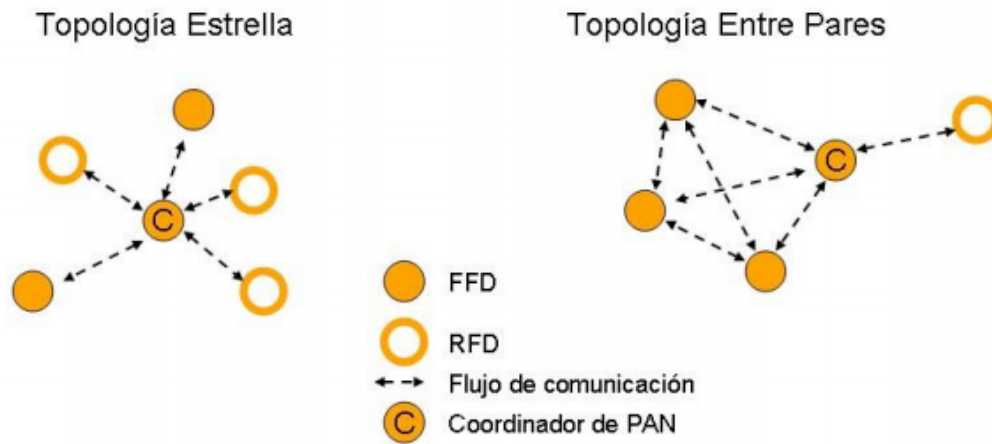 Topología Estrella
Topología Entre Pares
C
C
FFD
RFD
Flujo de comunicación
C
Coordinador de PAN